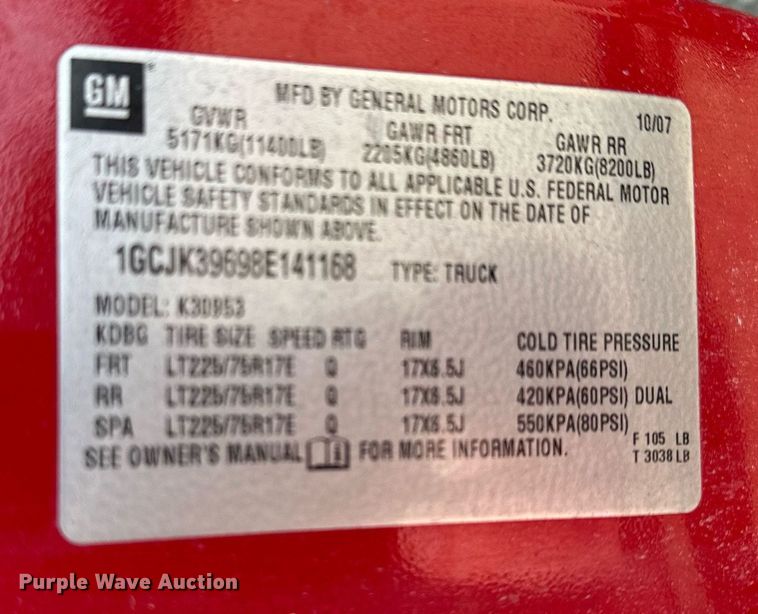 GM
MFD BY GENERAL MOTORS CORP. 10/07
GVWR GAWR FRT GAWR RR
5171KG(11400LB) 2205KG(4860LB) 3720KG(8200LB)
THIS VEHICLE CONFORMS TO ALL APPLICABLE U.S. FEDERAL MOTOR
VEHICLE SAFETY STANDARDS IN EFFECT ON THE DATE OF
MANUFACTURE SHOWN ABOVE.
1GCJK39698E141168 TYPE: TRUCK
MODEL: K30953
KDBG TIRE SIZE SPEED RTG RIM COLD TIRE PRESSURE
FRT LT225/75R17E Q 17X6.5J 460KPA(66PSI)
RR LT225/75R17E Q 17X6.5J 420KPA(60PSI) DUAL
SPA LT225/75R17E Q 17X6.5J 550KPA(80PSI)
SEE OWNER'S MANUAL FOR MORE INFORMATION.
F 105 LB
T 3038 LB
Purple Wave Auction